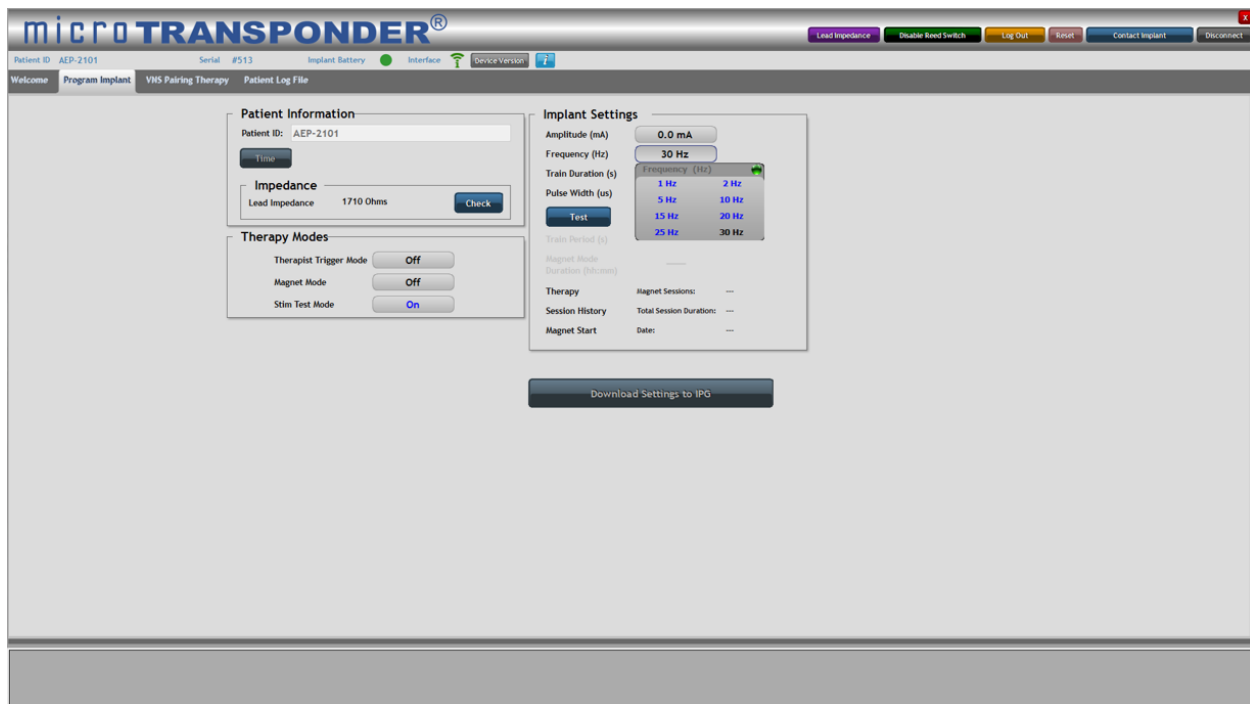 microTRANSPONDER®
X
Lead Impedance Disable Reed Switch Log Out Reset Contact Implant Disconnect
Patient ID AEP-2101 Serial #513 Implant Battery Interface Device Version i
Welcome Program Implant VNS Pairing Therapy Patient Log File
Patient Information
Patient ID: AEP-2101
Time
Impedance
Lead Impedance 1710 Ohms Check
Therapy Modes
Therapist Trigger Mode Off
Magnet Mode Off
Stim Test Mode On
Implant Settings
Amplitude (mA) 0.0 mA
Frequency (Hz) 30 Hz
Train Duration (s)
Pulse Width (us)
Frequency (Hz)
1 Hz 2 Hz
5 Hz 10 Hz
15 Hz 20 Hz
25 Hz 30 Hz
Test
Train Period (s)
Magnet Mode
Duration (hh:mm) -----
Therapy Magnet Sessions: ---
Session History Total Session Duration: ---
Magnet Start Date: ---
Download Settings to IPG